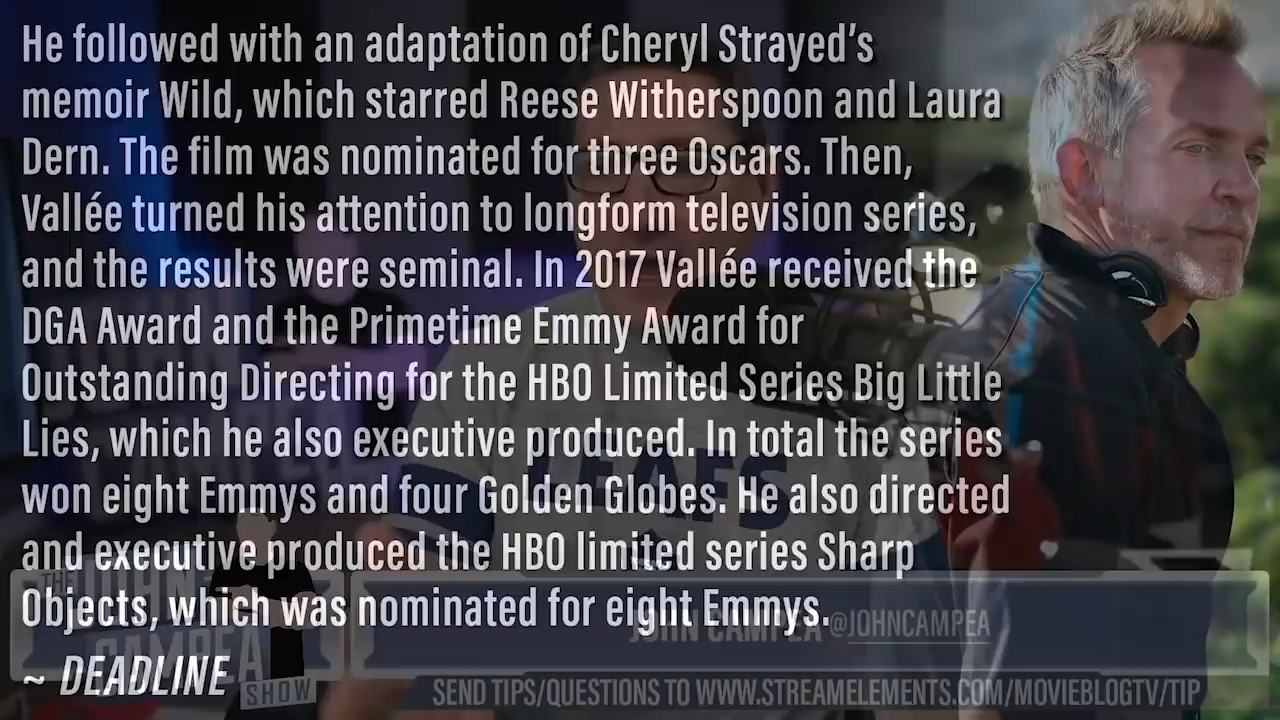 He followed with an adaptation of Cheryl Strayed's
memoir Wild, which starred Reese Witherspoon and Laura
Dern. The film was nominated for three Oscars. Then,
Vallée turned his attention to longform television series,
and the results were seminal. In 2017 Vallée received the
DGA Award and the Primetime Emmy Award for
Outstanding Directing for the HBO Limited Series Big Little
Lies, which he also executive produced. In total the series
won eight Emmys and four Golden Globes. He also directed
and executive produced the HBO limited series Sharp
Objects, which was nominated for eight Emmys.
~ DEADLINE
LEAFS
THE
JOHN
CAMPEA
SHOW
JOHN CAMPEA @JOHNCAMPEA
SEND TIPS/QUESTIONS TO WWW.STREAMELEMENTS.COM/MOVIEBLOGTV/TIP